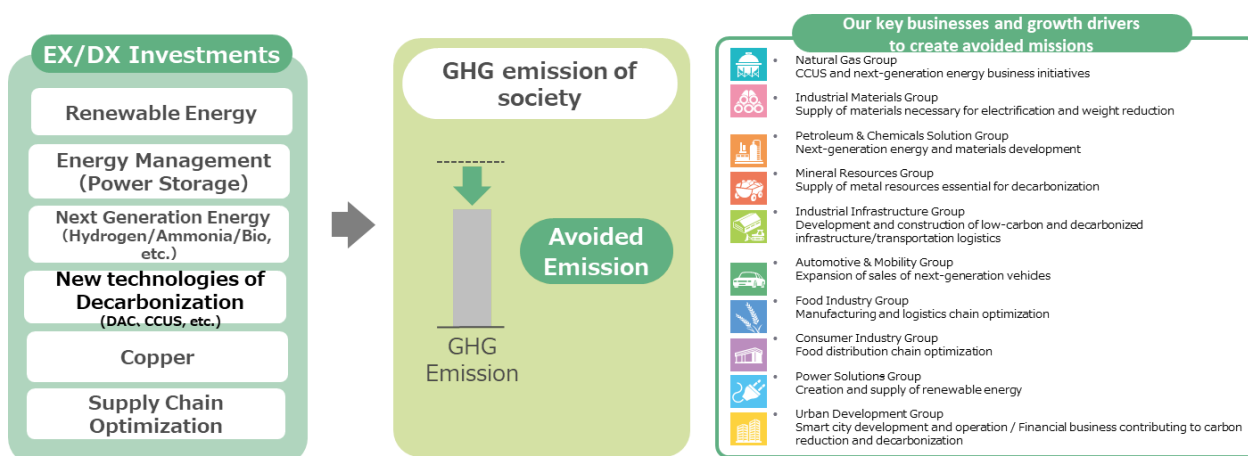 EX/DX Investments
Renewable Energy
Energy Management
(Power Storage)
Next Generation Energy
(Hydrogen/Ammonia/Bio,
etc.)
New technologies of
Decarbonization
(DAC、CCUS, etc.)
Copper
Supply Chain
Optimization
GHG emission of
society
Avoided
Emission
GHG
Emission
Our key businesses and growth drivers
to create avoided missions
• Natural Gas Group
CCUS and next-generation energy business initiatives
• Industrial Materials Group
Supply of materials necessary for electrification and weight reduction
• Petroleum & Chemicals Solution Group
Next-generation energy and materials development
• Mineral Resources Group
Supply of metal resources essential for decarbonization
• Industrial Infrastructure Group
Development and construction of low-carbon and decarbonized
infrastructure/transportation logistics
• Automotive & Mobility Group
Expansion of sales of next-generation vehicles
• Food Industry Group
Manufacturing and logistics chain optimization
• Consumer Industry Group
Food distribution chain optimization
• Power Solutions Group
Creation and supply of renewable energy
• Urban Development Group
Smart city development and operation / Financial business contributing to carbon
reduction and decarbonization